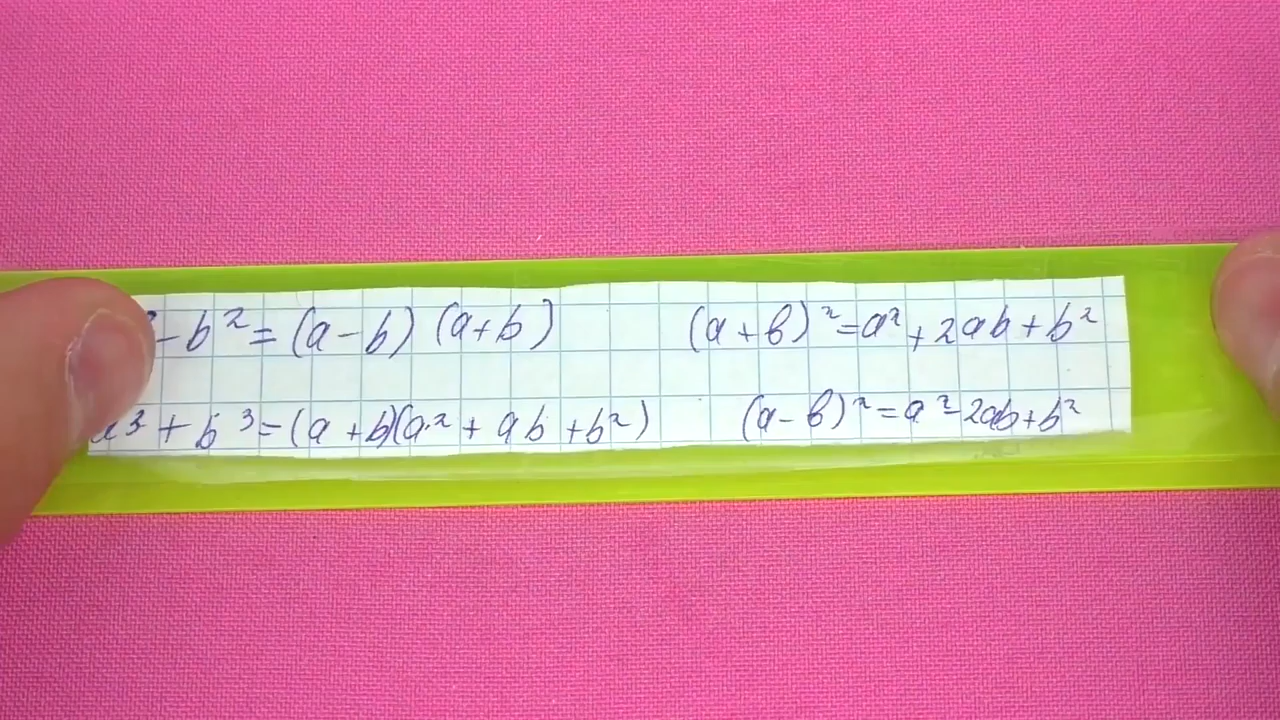 - b² = (a - b) (a + b)    (a + b)² = a² + 2ab + b²
a³ + b³ = (a + b)(a² + ab + b²)    (a - b)² = a² - 2ab + b²